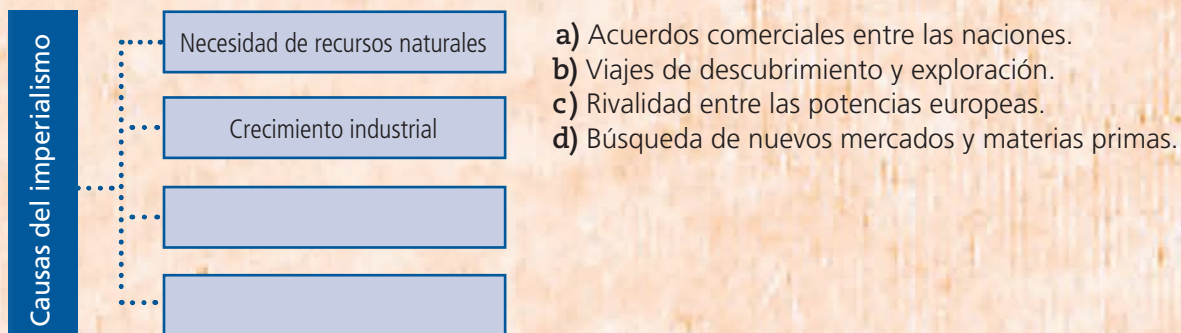 Causas del imperialismo
Necesidad de recursos naturales
Crecimiento industrial
a) Acuerdos comerciales entre las naciones.
b) Viajes de descubrimiento y exploración.
c) Rivalidad entre las potencias europeas.
d) Búsqueda de nuevos mercados y materias primas.